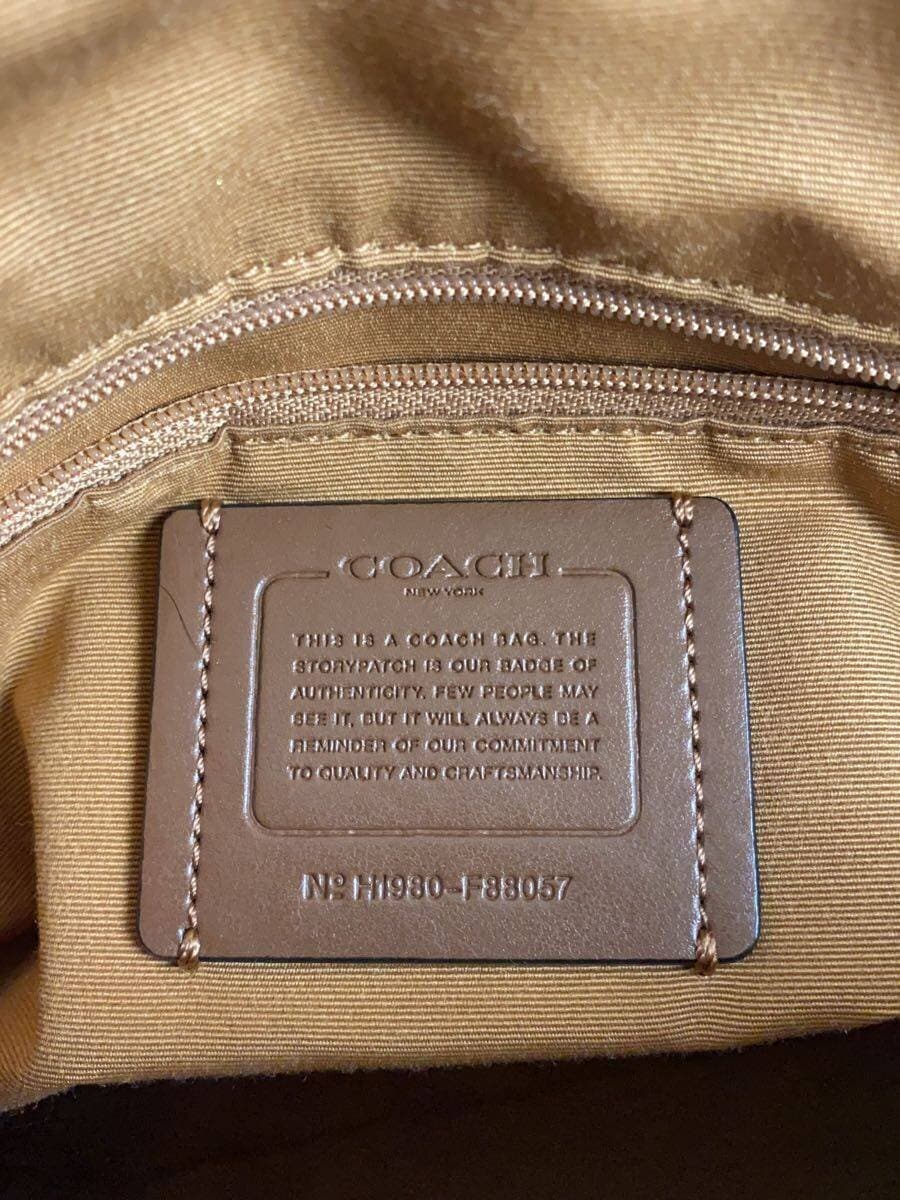 COACH
NEW YORK
THIS IS A COACH BAG. THE
STORYPATCH IS OUR BADGE OF
AUTHENTICITY. FEW PEOPLE MAY
SEE IT, BUT IT WILL ALWAYS BE A
REMINDER OF OUR COMMITMENT
TO QUALITY AND CRAFTSMANSHIP.
Nº H1980-F88057